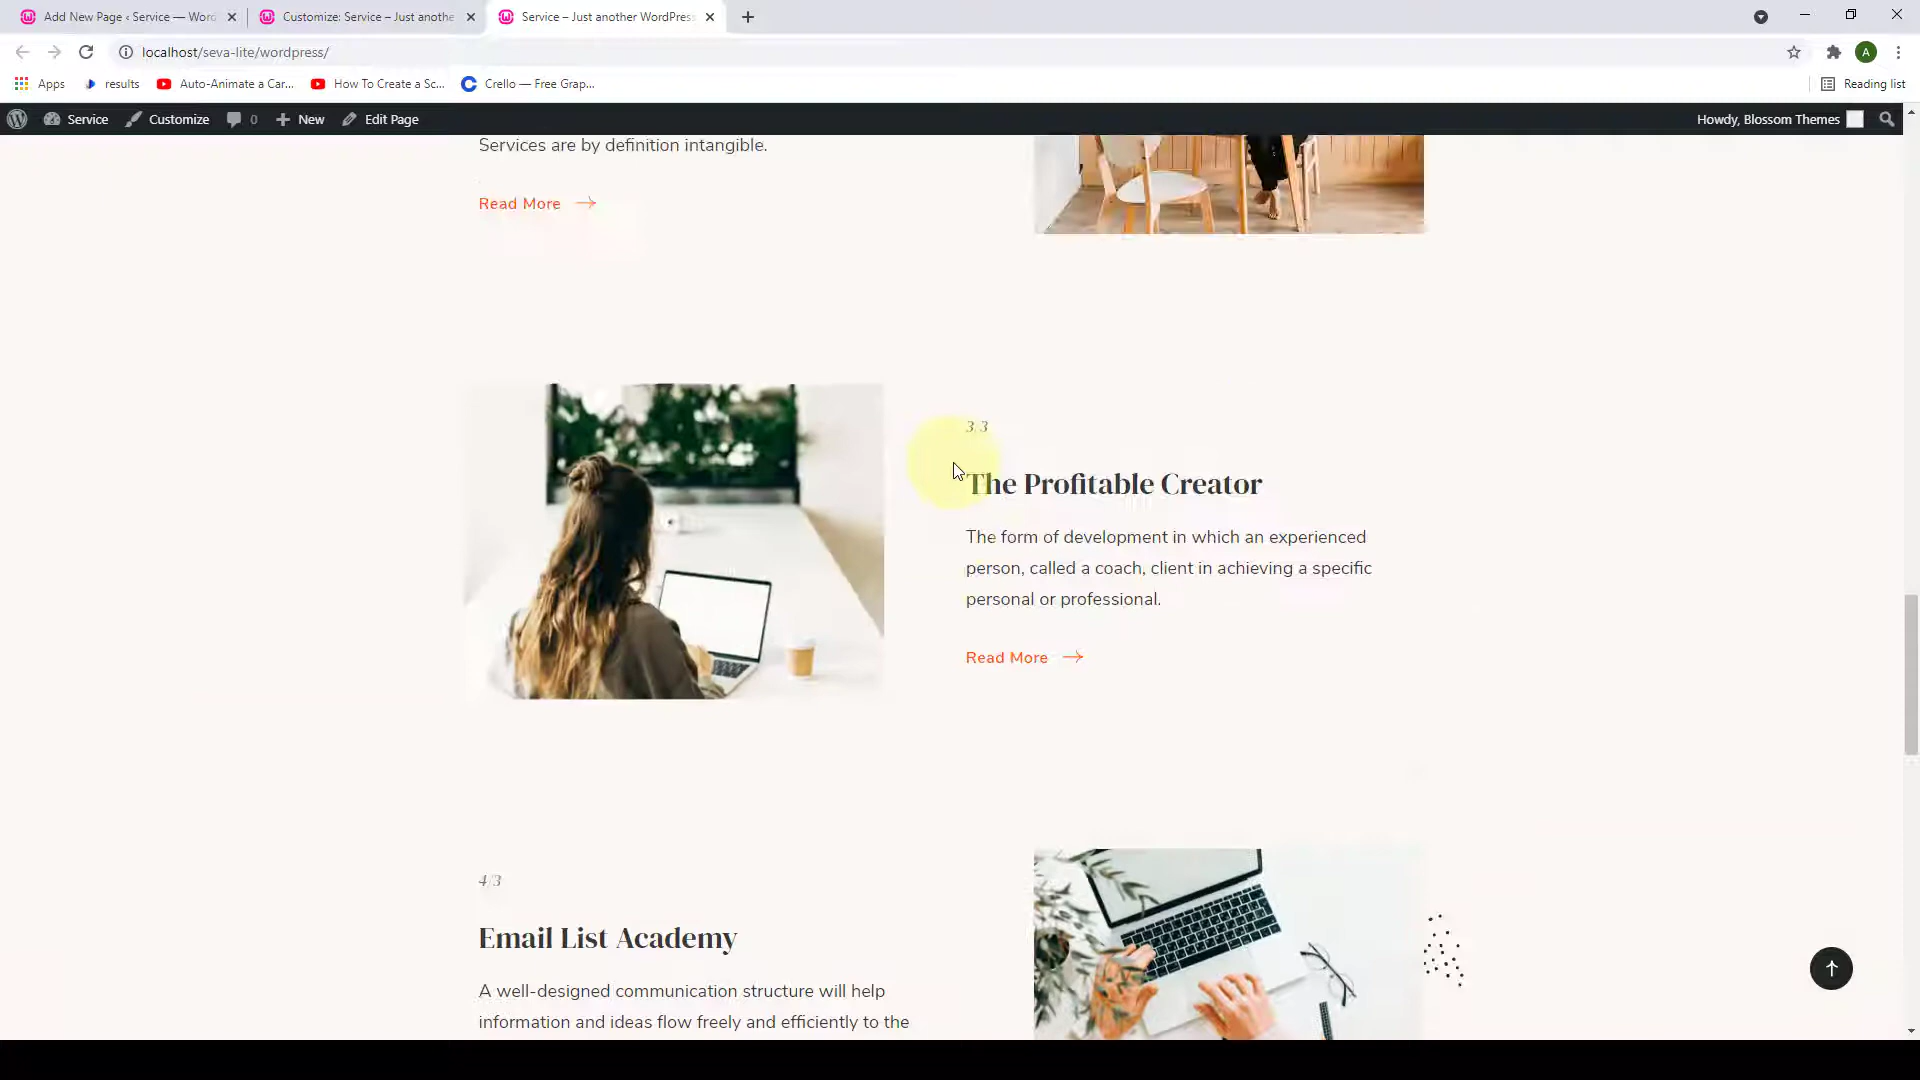 Add New Page ‹ Service — Wor
Customize: Service – Just anothe
Service – Just another WordPres
localhost/seva-lite/wordpress/
A
Apps
results
Auto-Animate a Car...
How To Create a Sc...
Crello — Free Grap...
Reading list
Service
Customize
0
New
Edit Page
Howdy, Blossom Themes
Services are by definition intangible.
Read More
3/3
The Profitable Creator
The form of development in which an experienced
person, called a coach, client in achieving a specific
personal or professional.
Read More
4/3
Email List Academy
A well-designed communication structure will help
information and ideas flow freely and efficiently to the